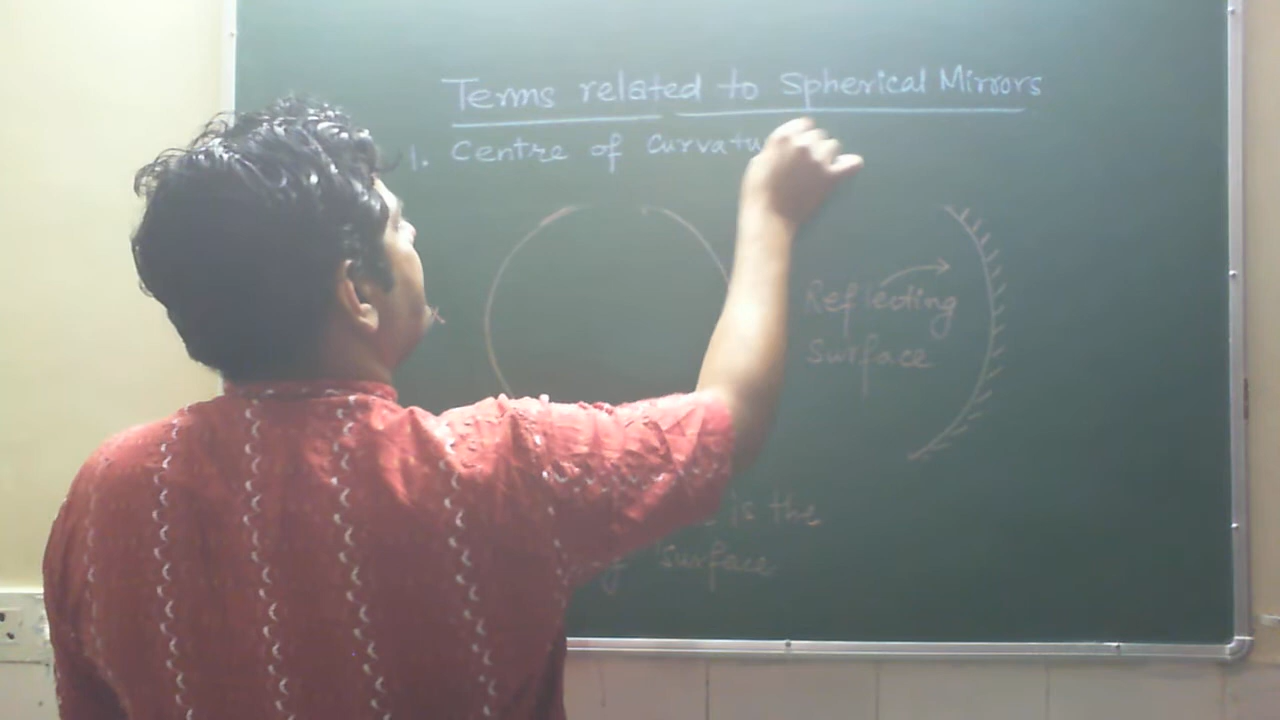 Terms related to Spherical Mirrors
1. Centre of Curvatu
Reflecting
Surface
is the
surface